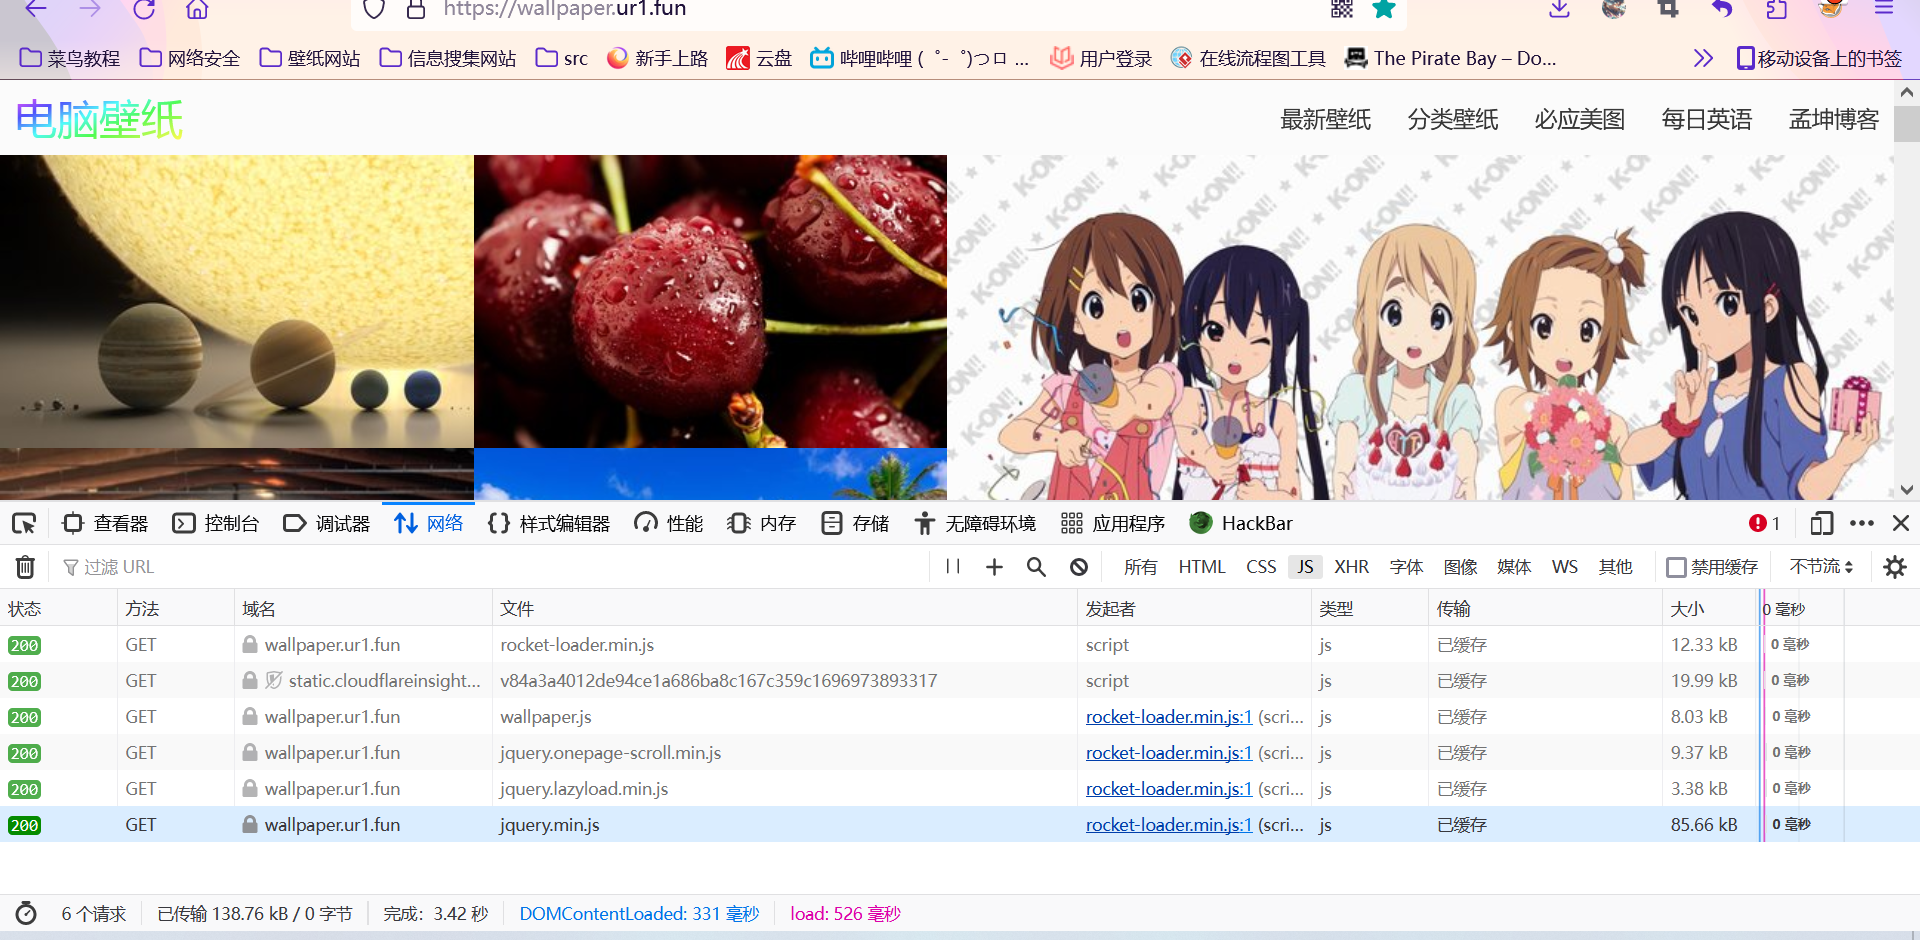 https://wallpaper.ur1.fun
菜鸟教程 网络安全 壁纸网站 信息搜集网站 src 新手上路 云盘 哔哩哔哩 ( ゜- ゜)つロ ... 用户登录 在线流程图工具 The Pirate Bay – Do... 移动设备上的书签
电脑壁纸 最新壁纸 分类壁纸 必应美图 每日英语 孟坤博客
K-ON!! K-ON!! K-ON!! K-ON!!
查看器 控制台 调试器 网络 {} 样式编辑器 性能 内存 存储 无障碍环境 应用程序 HackBar 1
过滤 URL 所有 HTML CSS JS XHR 字体 图像 媒体 WS 其他 禁用缓存 不节流
状态 方法 域名 文件 发起者 类型 传输 大小 0 毫秒
200 GET wallpaper.ur1.fun rocket-loader.min.js script js 已缓存 12.33 kB 0 毫秒
200 GET static.cloudflareinsight... v84a3a4012de94ce1a686ba8c167c359c1696973893317 script js 已缓存 19.99 kB 0 毫秒
200 GET wallpaper.ur1.fun wallpaper.js rocket-loader.min.js:1 (scri... js 已缓存 8.03 kB 0 毫秒
200 GET wallpaper.ur1.fun jquery.onepage-scroll.min.js rocket-loader.min.js:1 (scri... js 已缓存 9.37 kB 0 毫秒
200 GET wallpaper.ur1.fun jquery.lazyload.min.js rocket-loader.min.js:1 (scri... js 已缓存 3.38 kB 0 毫秒
200 GET wallpaper.ur1.fun jquery.min.js rocket-loader.min.js:1 (scri... js 已缓存 85.66 kB 0 毫秒
6 个请求 已传输 138.76 kB / 0 字节 完成：3.42 秒 DOMContentLoaded: 331 毫秒 load: 526 毫秒